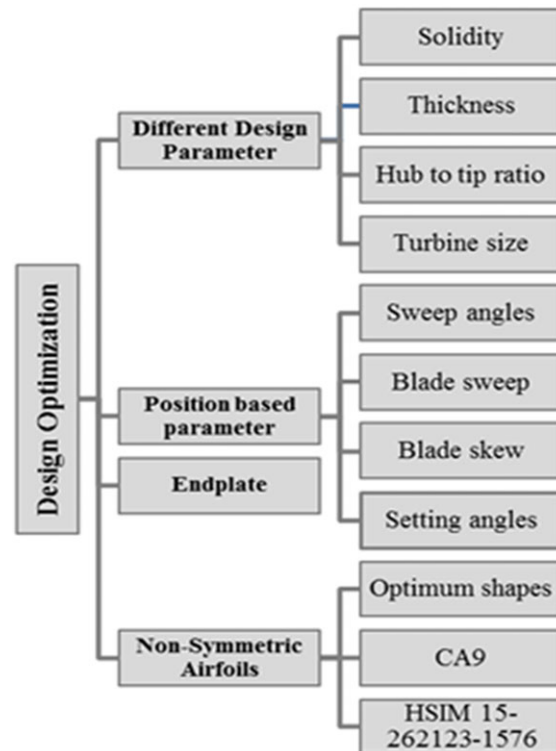 Design Optimization
Different Design
Parameter
Solidity
Thickness
Hub to tip ratio
Turbine size
Position based
parameter
Sweep angles
Blade sweep
Blade skew
Setting angles
Endplate
Non-Symmetric
Airfoils
Optimum shapes
CA9
HSIM 15-
262123-1576